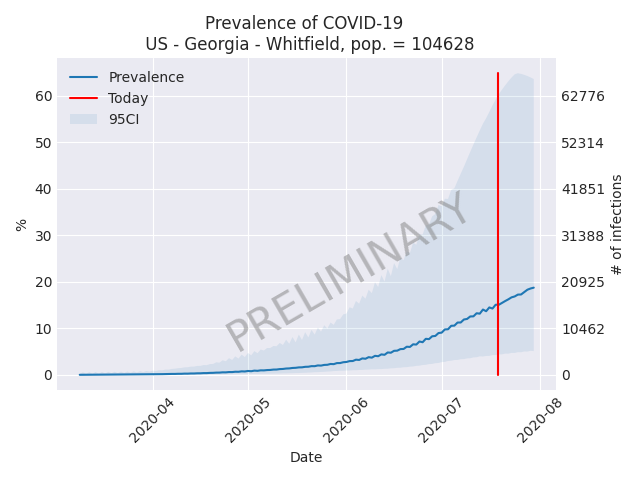 Prevalence of COVID-19
US - Georgia - Whitfield, pop. = 104628
Prevalence
Today
95CI
60
50
40
30
20
10
0
%
62776
52314
41851
31388
20925
10462
0
# of infections
PRELIMINARY
2020-04
2020-05
2020-06
2020-07
2020-08
Date